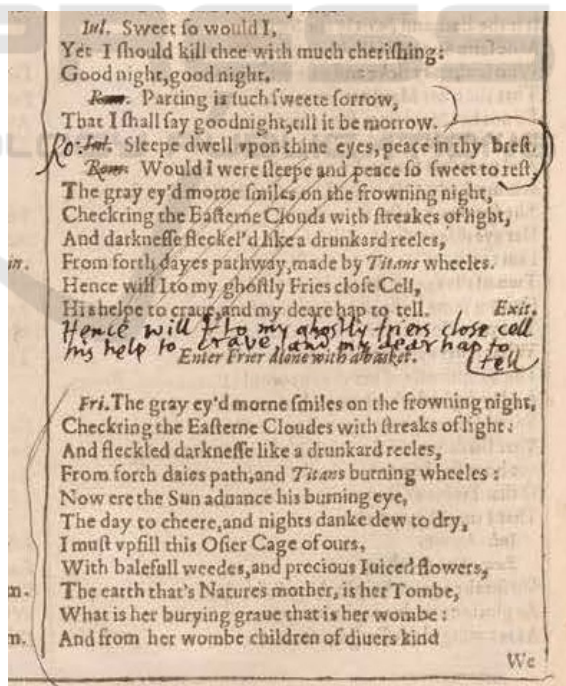 Iul. Sweet ſo would I,
Yet I ſhould kill thee with much cheriſhing:
Good night,good night.
Rom. Parting is ſuch ſweete ſorrow,
That I ſhall ſay goodnight,till it be morrow.
Ro: Iul. Sleepe dwell vpon thine eyes, peace in thy breſt.
Rom. Would I were ſleepe and peace ſo ſweet to reſt,
The gray ey'd morne ſmiles on the frowning night,
Checkring the Eaſterne Clouds with ſtreakes of light,
And darkneſſe fleckel'd like a drunkard reeles,
in. From forth dayes pathway,made by Titans wheeles.
Hence will I to my ghoſtly Fries cloſe Cell,
His helpe to craue,and my deare hap to tell. Exit.
Hence will I to my ghostly friers close cell
his help to crave, and my dear hap to
tell
Enter Frier alone with a basket.
Fri.The gray ey'd morne ſmiles on the frowning night,
Checkring the Eaſterne Cloudes with ſtreaks of light:
And fleckled darkneſſe like a drunkard reeles,
From forth daies path,and Titans burning wheeles:
Now ere the Sun aduance his burning eye,
The day to cheere,and nights danke dew to dry,
I muſt vpfill this Oſier Cage of ours,
With balefull weedes,and precious Iuiced flowers,
n. The earth that's Natures mother, is her Tombe,
What is her burying graue that is her wombe:
m. And from her wombe children of diuers kind
We